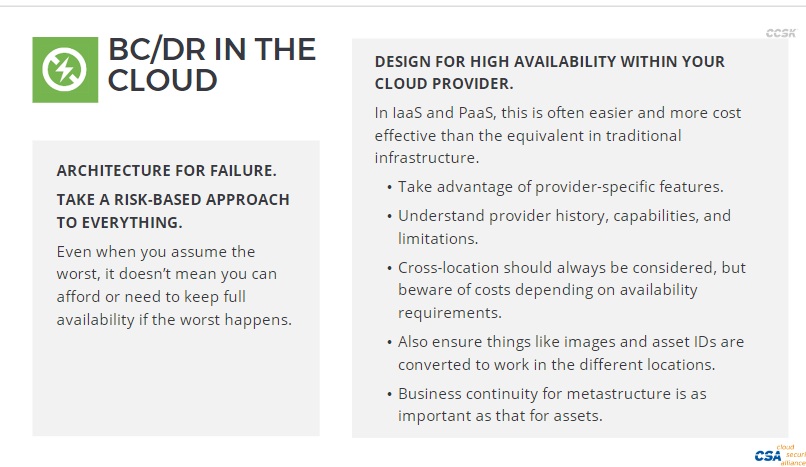 CCSK
BC/DR IN THE
CLOUD
ARCHITECTURE FOR FAILURE.
TAKE A RISK-BASED APPROACH
TO EVERYTHING.
Even when you assume the
worst, it doesn't mean you can
afford or need to keep full
availability if the worst happens.
DESIGN FOR HIGH AVAILABILITY WITHIN YOUR
CLOUD PROVIDER.
In IaaS and PaaS, this is often easier and more cost
effective than the equivalent in traditional
infrastructure.
• Take advantage of provider-specific features.
• Understand provider history, capabilities, and
limitations.
• Cross-location should always be considered, but
beware of costs depending on availability
requirements.
• Also ensure things like images and asset IDs are
converted to work in the different locations.
• Business continuity for metastructure is as
important as that for assets.
cloud
CSA securi
alliance